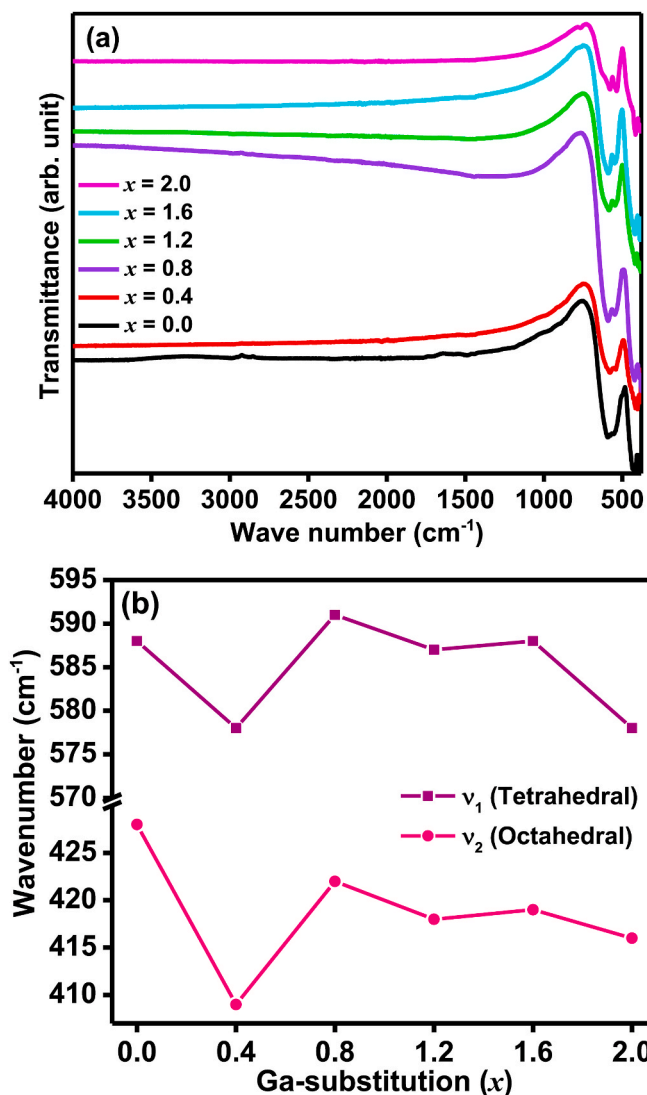 (a)
Transmittance (arb. unit)
x = 2.0
x = 1.6
x = 1.2
x = 0.8
x = 0.4
x = 0.0
4000 3500 3000 2500 2000 1500 1000 500
Wave number (cm⁻¹)
(b)
Wavenumber (cm⁻¹)
595
590
585
580
575
570
425
420
415
410
ν₁ (Tetrahedral)
ν₂ (Octahedral)
0.0 0.4 0.8 1.2 1.6 2.0
Ga-substitution (x)